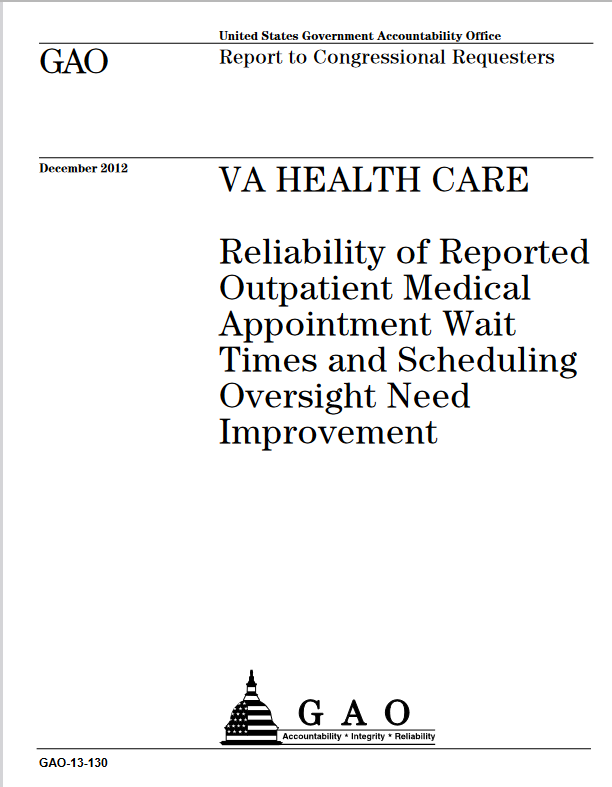 United States Government Accountability Office
GAO
Report to Congressional Requesters
December 2012
VA HEALTH CARE
Reliability of Reported
Outpatient Medical
Appointment Wait
Times and Scheduling
Oversight Need
Improvement
G A O
Accountability * Integrity * Reliability
GAO-13-130